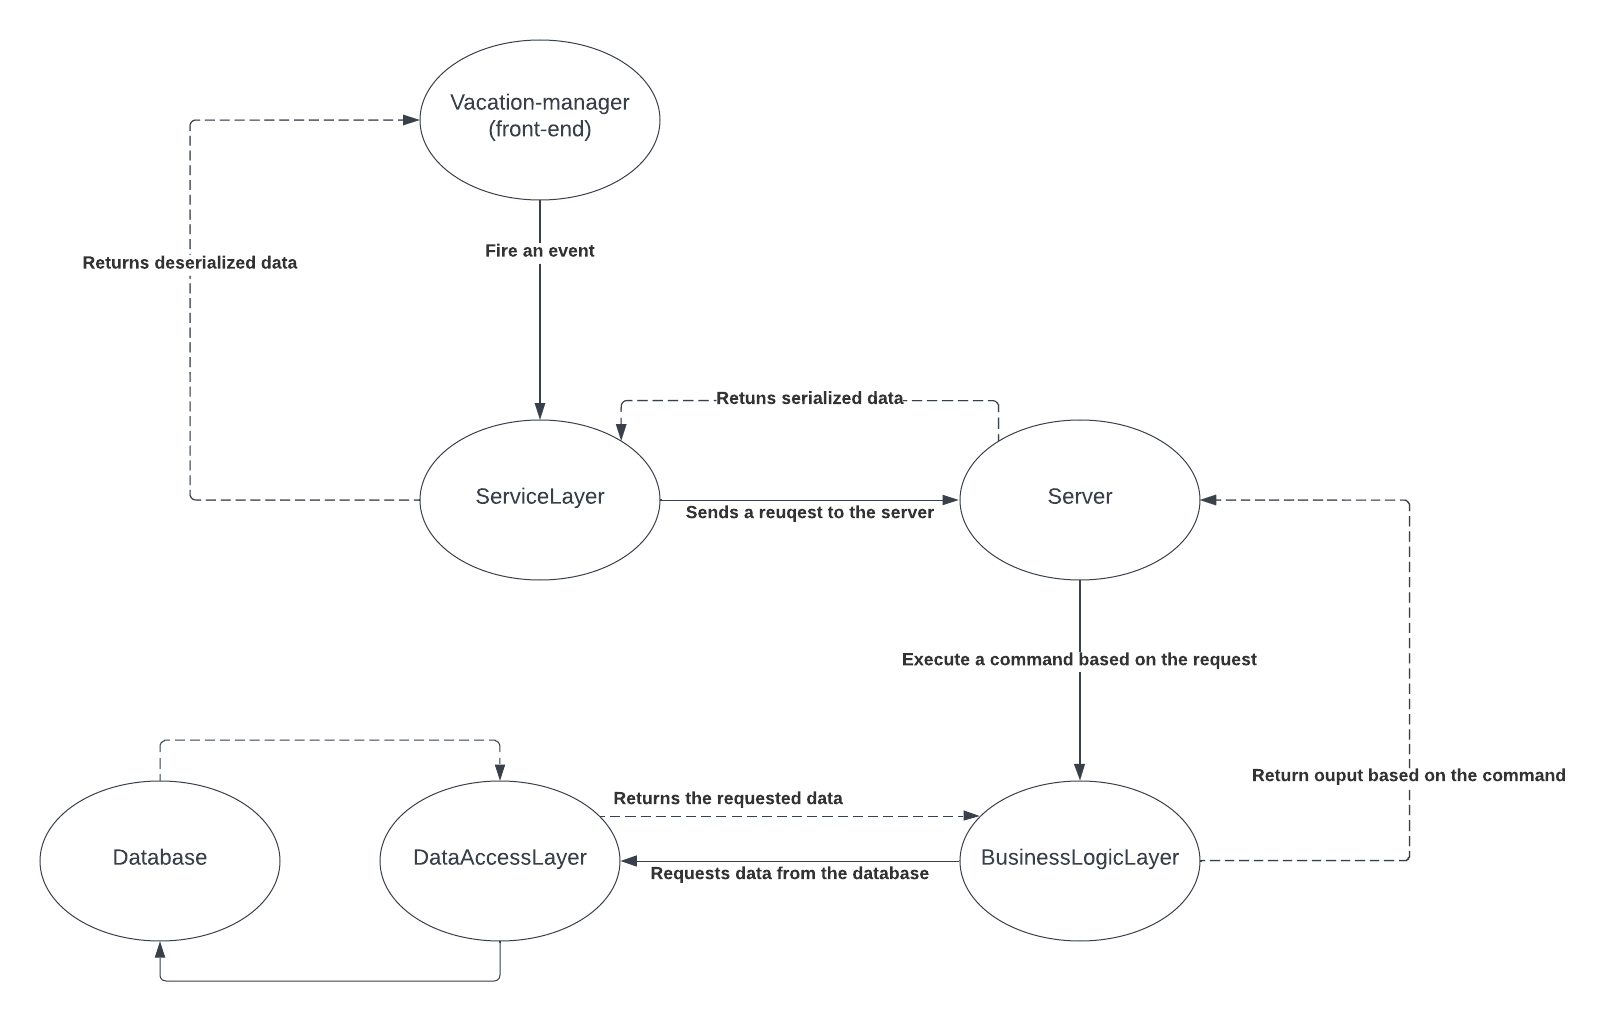 Vacation-manager
(front-end)
Fire an event
Returns deserialized data
Retuns serialized data
ServiceLayer
Server
Sends a reuqest to the server
Execute a command based on the request
Return ouput based on the command
Returns the requested data
Database
DataAccessLayer
BusinessLogicLayer
Requests data from the database